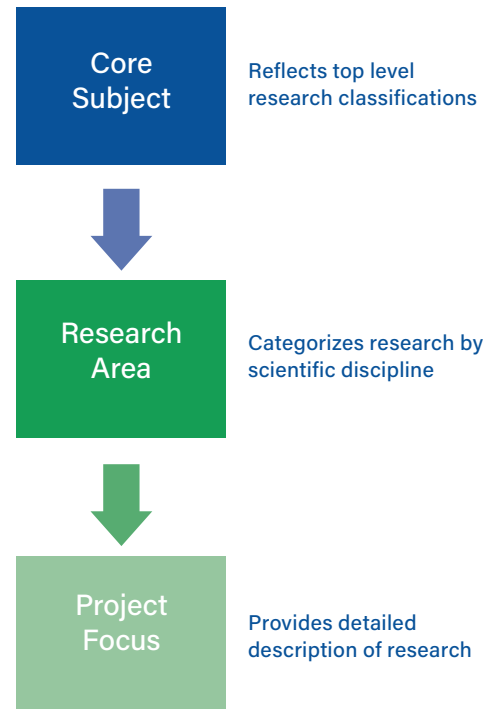 Core
Subject
Reflects top level
research classifications
Research
Area
Categorizes research by
scientific discipline
Project
Focus
Provides detailed
description of research